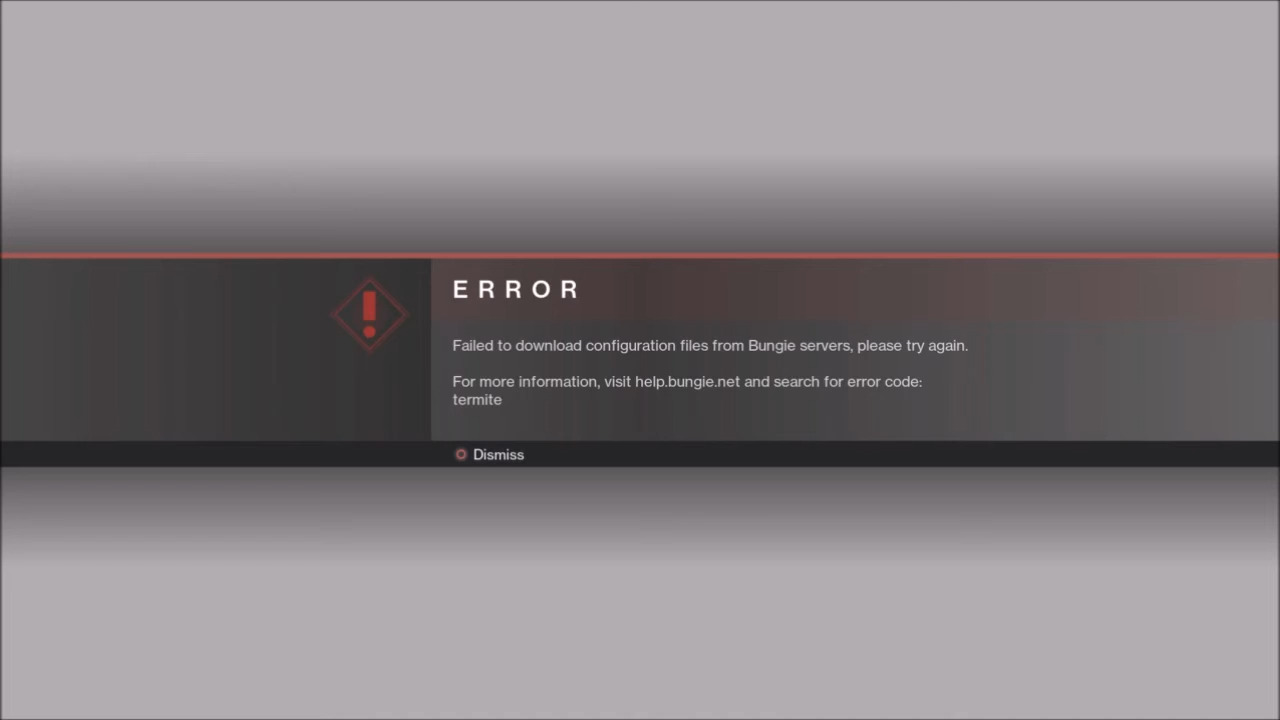 ERROR
Failed to download configuration files from Bungie servers, please try again.
For more information, visit help.bungie.net and search for error code:
termite
Dismiss